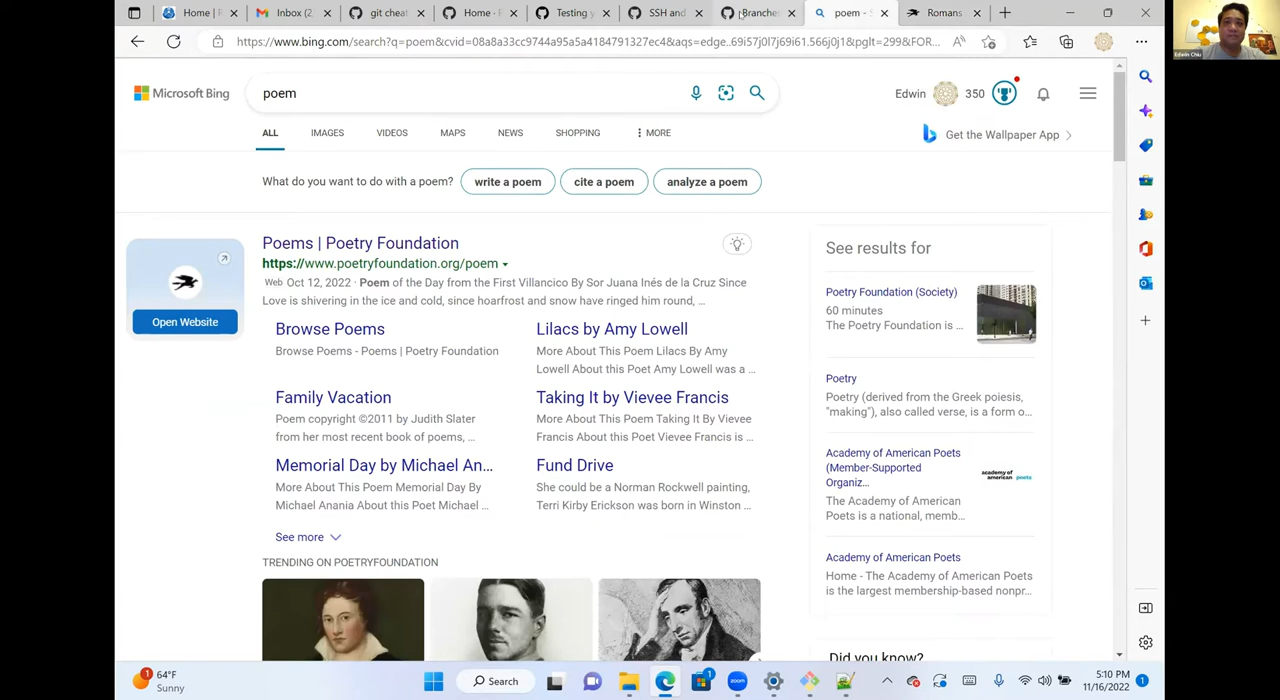 Home | R
Inbox (2
git cheat
Home · F
Testing y
SSH and
Branche
poem - S
Romans
https://www.bing.com/search?q=poem&cvid=08a8a33cc9744a95a5a4184791327ec4&aqs=edge..69i57j0l7j69i61.566j0j1&pglt=299&FOR...
Edwin Chiu
Microsoft Bing
poem
Edwin
350
ALL
IMAGES
VIDEOS
MAPS
NEWS
SHOPPING
MORE
Get the Wallpaper App
What do you want to do with a poem?
write a poem
cite a poem
analyze a poem
Open Website
Poems | Poetry Foundation
https://www.poetryfoundation.org/poem
Web Oct 12, 2022 · Poem of the Day from the First Villancico By Sor Juana Inés de la Cruz Since
Love is shivering in the ice and cold, since hoarfrost and snow have ringed him round, ...
Browse Poems
Browse Poems - Poems | Poetry Foundation
Lilacs by Amy Lowell
More About This Poem Lilacs By Amy
Lowell About this Poet Amy Lowell was a ...
Family Vacation
Poem copyright ©2011 by Judith Slater
from her most recent book of poems, ...
Taking It by Vievee Francis
More About This Poem Taking It By Vievee
Francis About this Poet Vievee Francis is ...
Memorial Day by Michael An...
More About This Poem Memorial Day By
Michael Anania About this Poet Michael ...
Fund Drive
She could be a Norman Rockwell painting,
Terri Kirby Erickson was born in Winston ...
See more
TRENDING ON POETRYFOUNDATION
See results for
Poetry Foundation (Society)
60 minutes
The Poetry Foundation is ...
Poetry
Poetry (derived from the Greek poiesis,
"making"), also called verse, is a form o...
Academy of American Poets
(Member-Supported
Organiz...
The Academy of American
Poets is a national, memb...
academy of
american poets
Academy of American Poets
Home - The Academy of American Poets
is the largest membership-based nonpr...
Did you know?
1
64°F
Sunny
Search
1
zoom
5:10 PM
11/16/2022
1